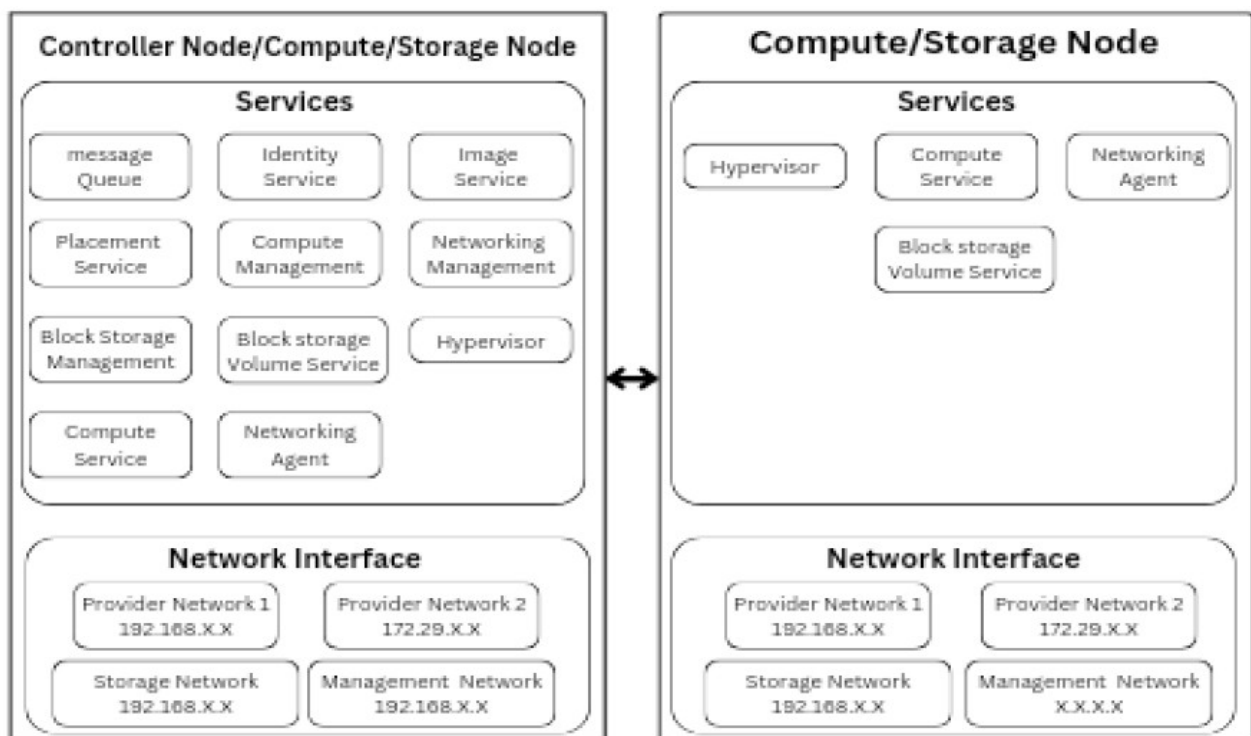 Controller Node/Compute/Storage Node
Services
message
Queue
Identity
Service
Image
Service
Placement
Service
Compute
Management
Networking
Management
Block Storage
Management
Block storage
Volume Service
Hypervisor
Compute
Service
Networking
Agent
Network Interface
Provider Network 1
192.168.X.X
Provider Network 2
172.29.X.X
Storage Network
192.168.X.X
Management Network
192.168.X.X
Compute/Storage Node
Services
Hypervisor
Compute
Service
Networking
Agent
Block storage
Volume Service
Network Interface
Provider Network 1
192.168.X.X
Provider Network 2
172.29.X.X
Storage Network
192.168.X.X
Management Network
X.X.X.X